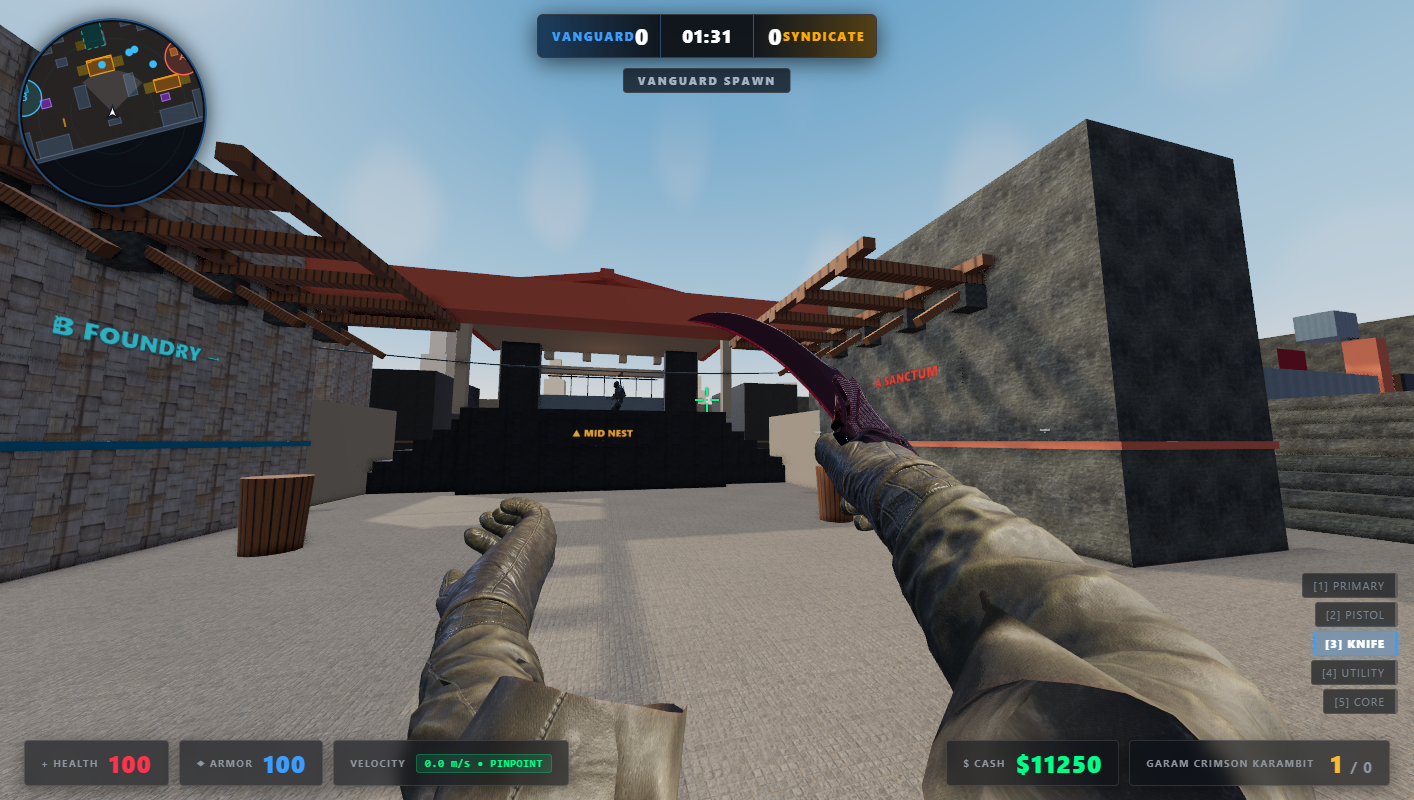 VANGUARD 0 01:31 0 SYNDICATE
VANGUARD SPAWN
B FOUNDRY →
A SANCTUM
▲ MID NEST
[1] PRIMARY
[2] PISTOL
[3] KNIFE
[4] UTILITY
[5] CORE
+ HEALTH 100
ARMOR 100
VELOCITY 0.0 m/s • PINPOINT
$ CASH $11250
GARAM CRIMSON KARAMBIT 1 / 0